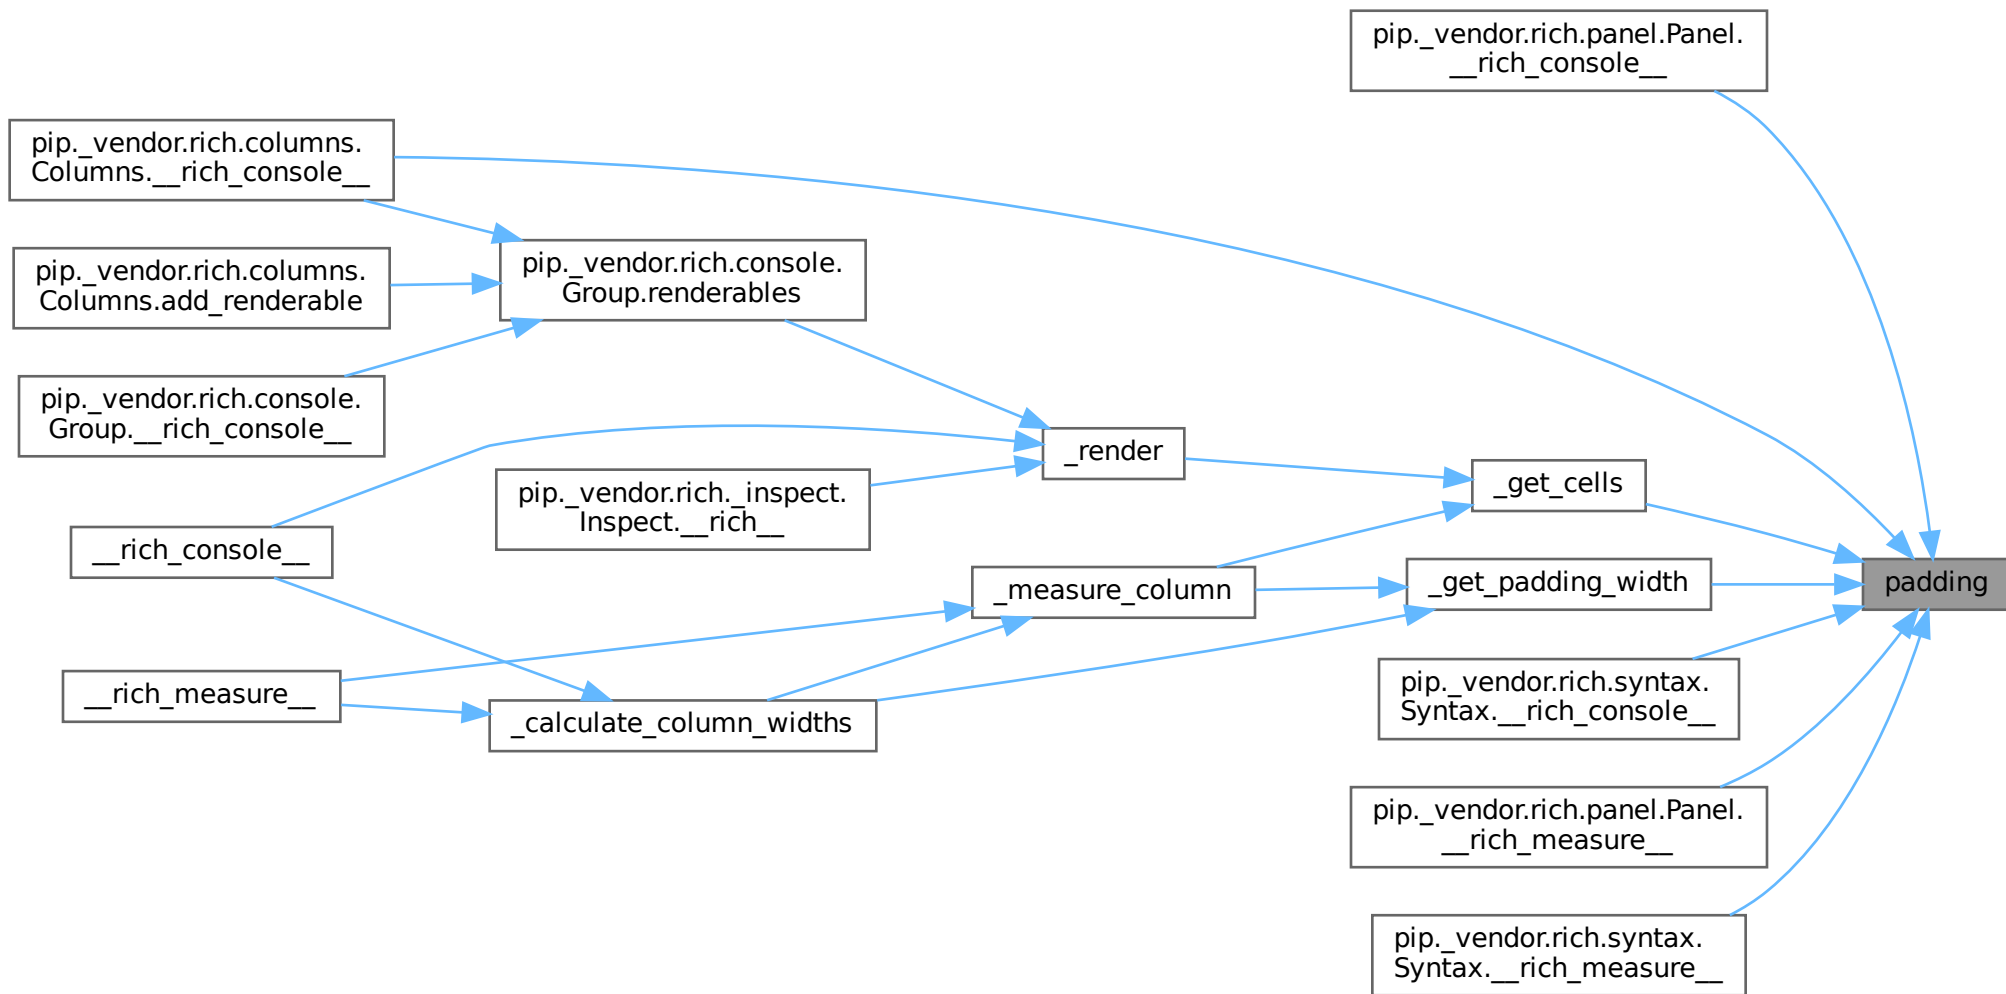 pip._vendor.rich.panel.Panel.
__rich_console__
pip._vendor.rich.columns.
Columns.__rich_console__
pip._vendor.rich.columns.
Columns.add_renderable
pip._vendor.rich.console.
Group.renderables
pip._vendor.rich.console.
Group.__rich_console__
_render
pip._vendor.rich._inspect.
Inspect.__rich__
_get_cells
__rich_console__
_measure_column
_get_padding_width
padding
__rich_measure__
_calculate_column_widths
pip._vendor.rich.syntax.
Syntax.__rich_console__
pip._vendor.rich.panel.Panel.
__rich_measure__
pip._vendor.rich.syntax.
Syntax.__rich_measure__